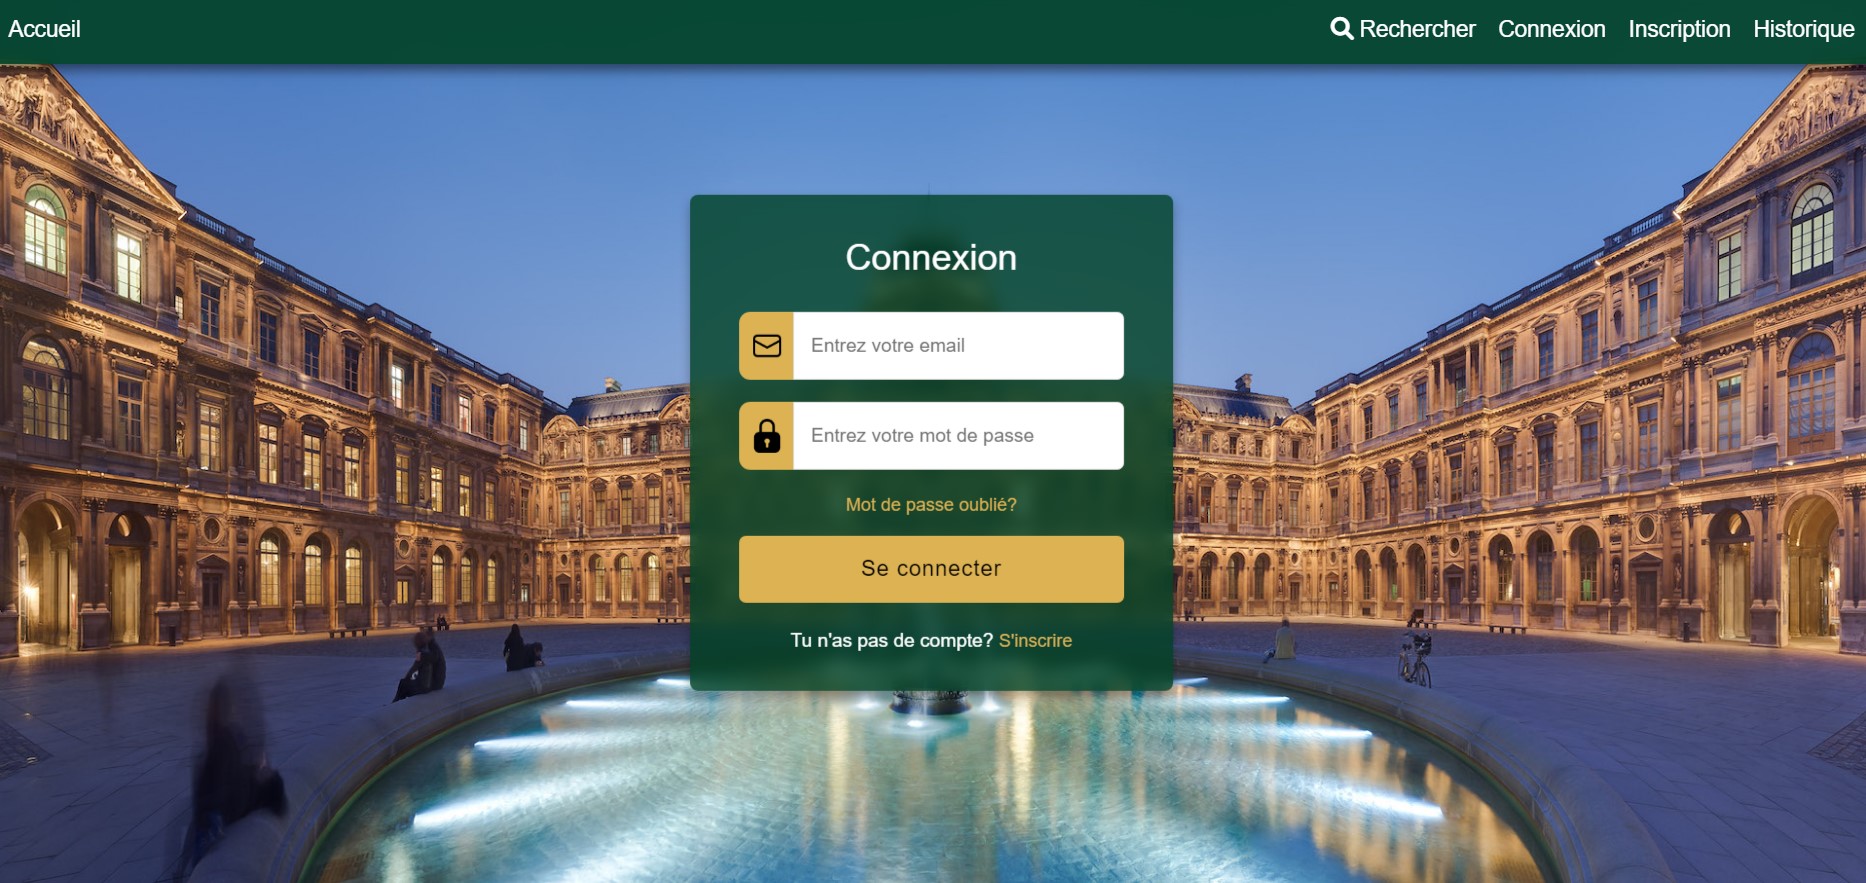 Accueil
Rechercher Connexion Inscription Historique
Connexion
Entrez votre email
Entrez votre mot de passe
Mot de passe oublié?
Se connecter
Tu n'as pas de compte? S'inscrire